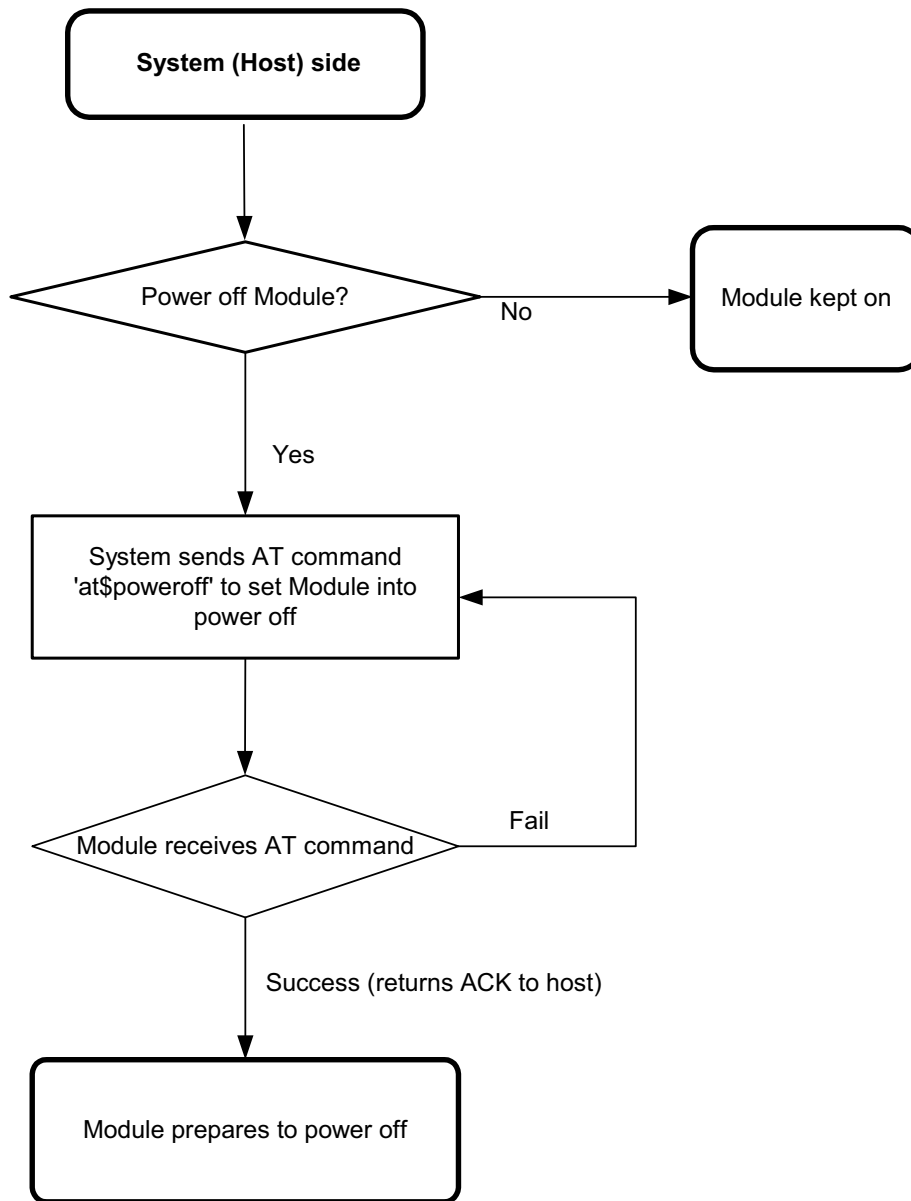 System (Host) side
Power off Module?
No
Module kept on
Yes
System sends AT command
'at$poweroff' to set Module into
power off
Module receives AT command
Fail
Success (returns ACK to host)
Module prepares to power off